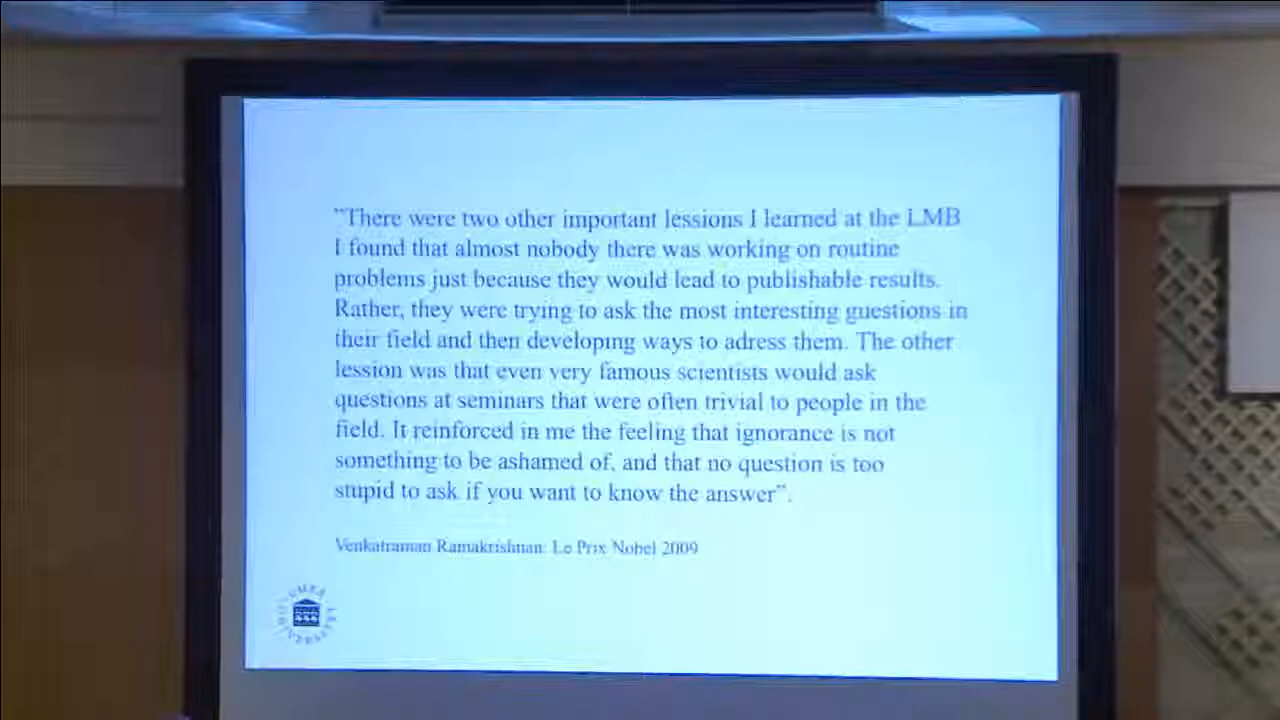 "There were two other important lessions I learned at the LMB
I found that almost nobody there was working on routine
problems just because they would lead to publishable results.
Rather, they were trying to ask the most interesting guestions in
their field and then developing ways to adress them. The other
lession was that even very famous scientists would ask
questions at seminars that were often trivial to people in the
field. It reinforced in me the feeling that ignorance is not
something to be ashamed of, and that no question is too
stupid to ask if you want to know the answer".
Venkatraman Ramakrishnan: Le Prix Nobel 2009
UMEÅ UNIVERSITET